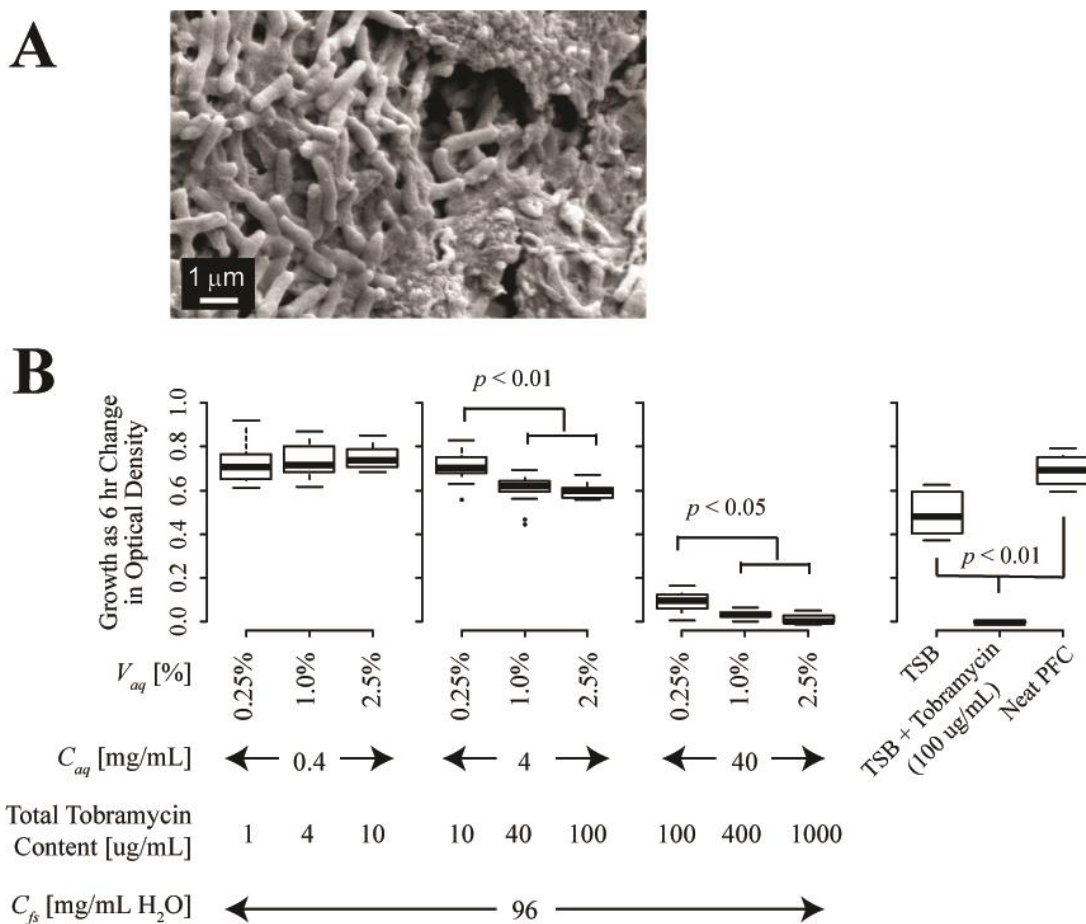 A
1 μm
B
Growth as 6 hr Change
in Optical Density
0.0 0.2 0.4 0.6 0.8 1.0
p < 0.01
p < 0.05
p < 0.01
V_aq [%]
0.25% 1.0% 2.5% 0.25% 1.0% 2.5% 0.25% 1.0% 2.5%
TSB
TSB + Tobramycin
(100 ug/mL)
Neat PFC
C_aq [mg/mL] 0.4 4 40
Total Tobramycin
Content [ug/mL] 1 4 10 10 40 100 100 400 1000
C_fs [mg/mL H₂O] 96